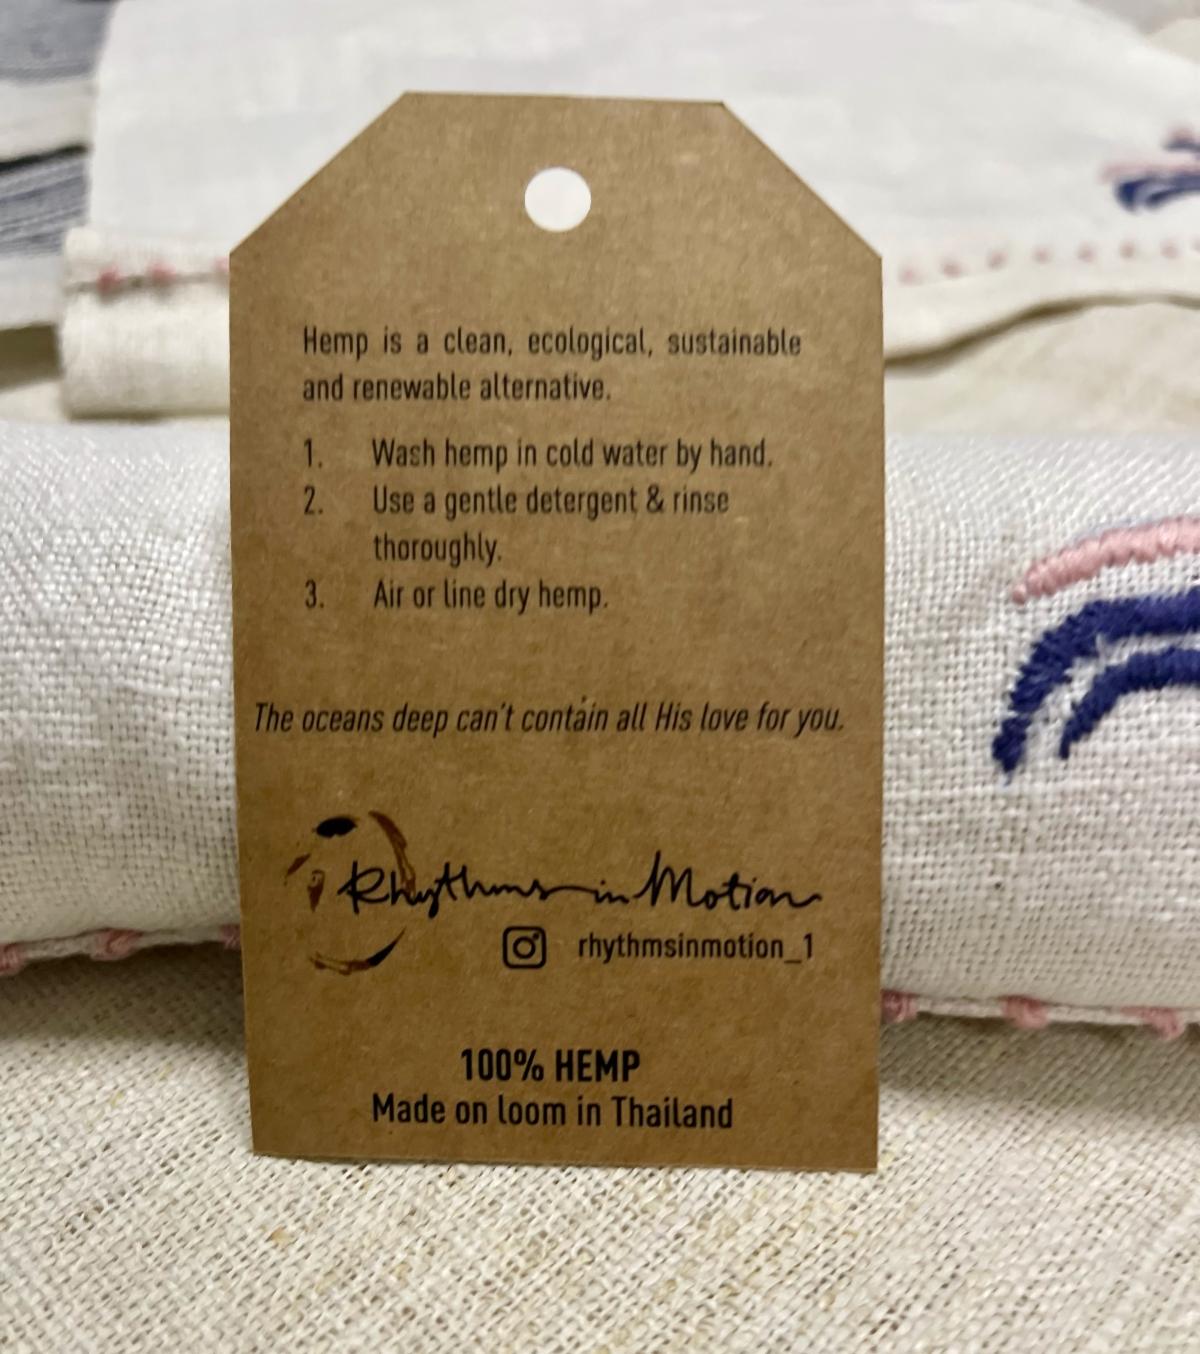 Hemp is a clean, ecological, sustainable
and renewable alternative.
1. Wash hemp in cold water by hand.
2. Use a gentle detergent & rinse
thoroughly.
3. Air or line dry hemp.
The oceans deep can't contain all His love for you.
Rhythms in Motion
rhythmsinmotion_1
100% HEMP
Made on loom in Thailand